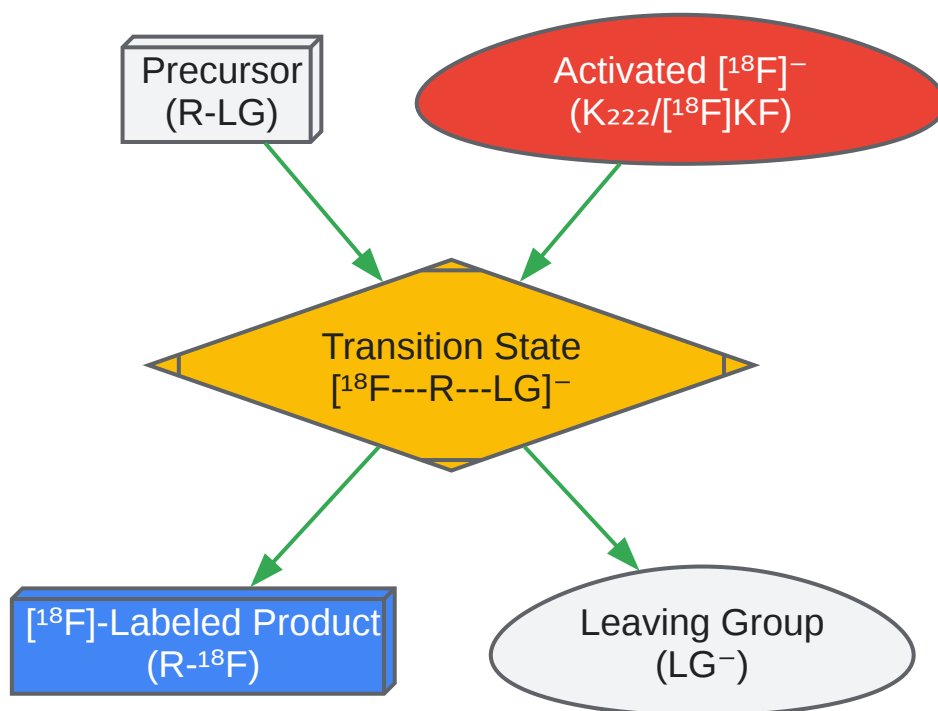 Precursor
(R-LG)
Activated [¹⁸F]⁻
(K₂₂₂/[¹⁸F]KF)
Transition State
[¹⁸F---R---LG]⁻
[¹⁸F]-Labeled Product
(R-¹⁸F)
Leaving Group
(LG⁻)